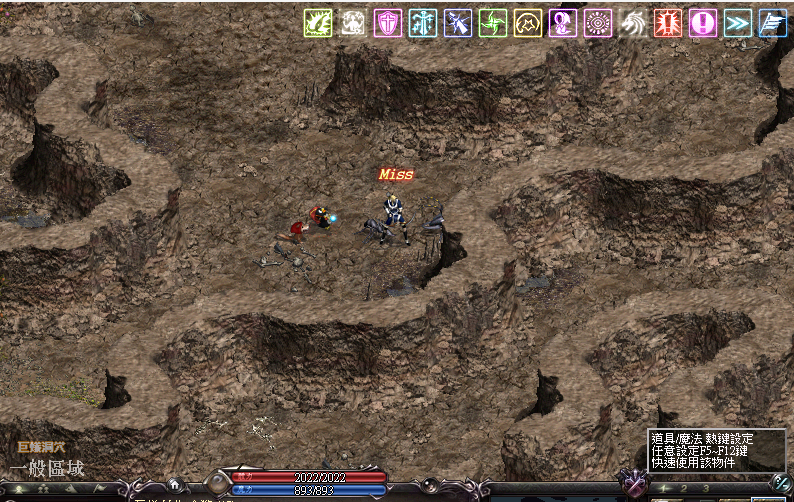 Miss
巨蟻洞穴
一般區域
2022/2022
893/893
道具/魔法 熱鍵設定
任意設定F5~F12鍵
快速使用該物件
2 3